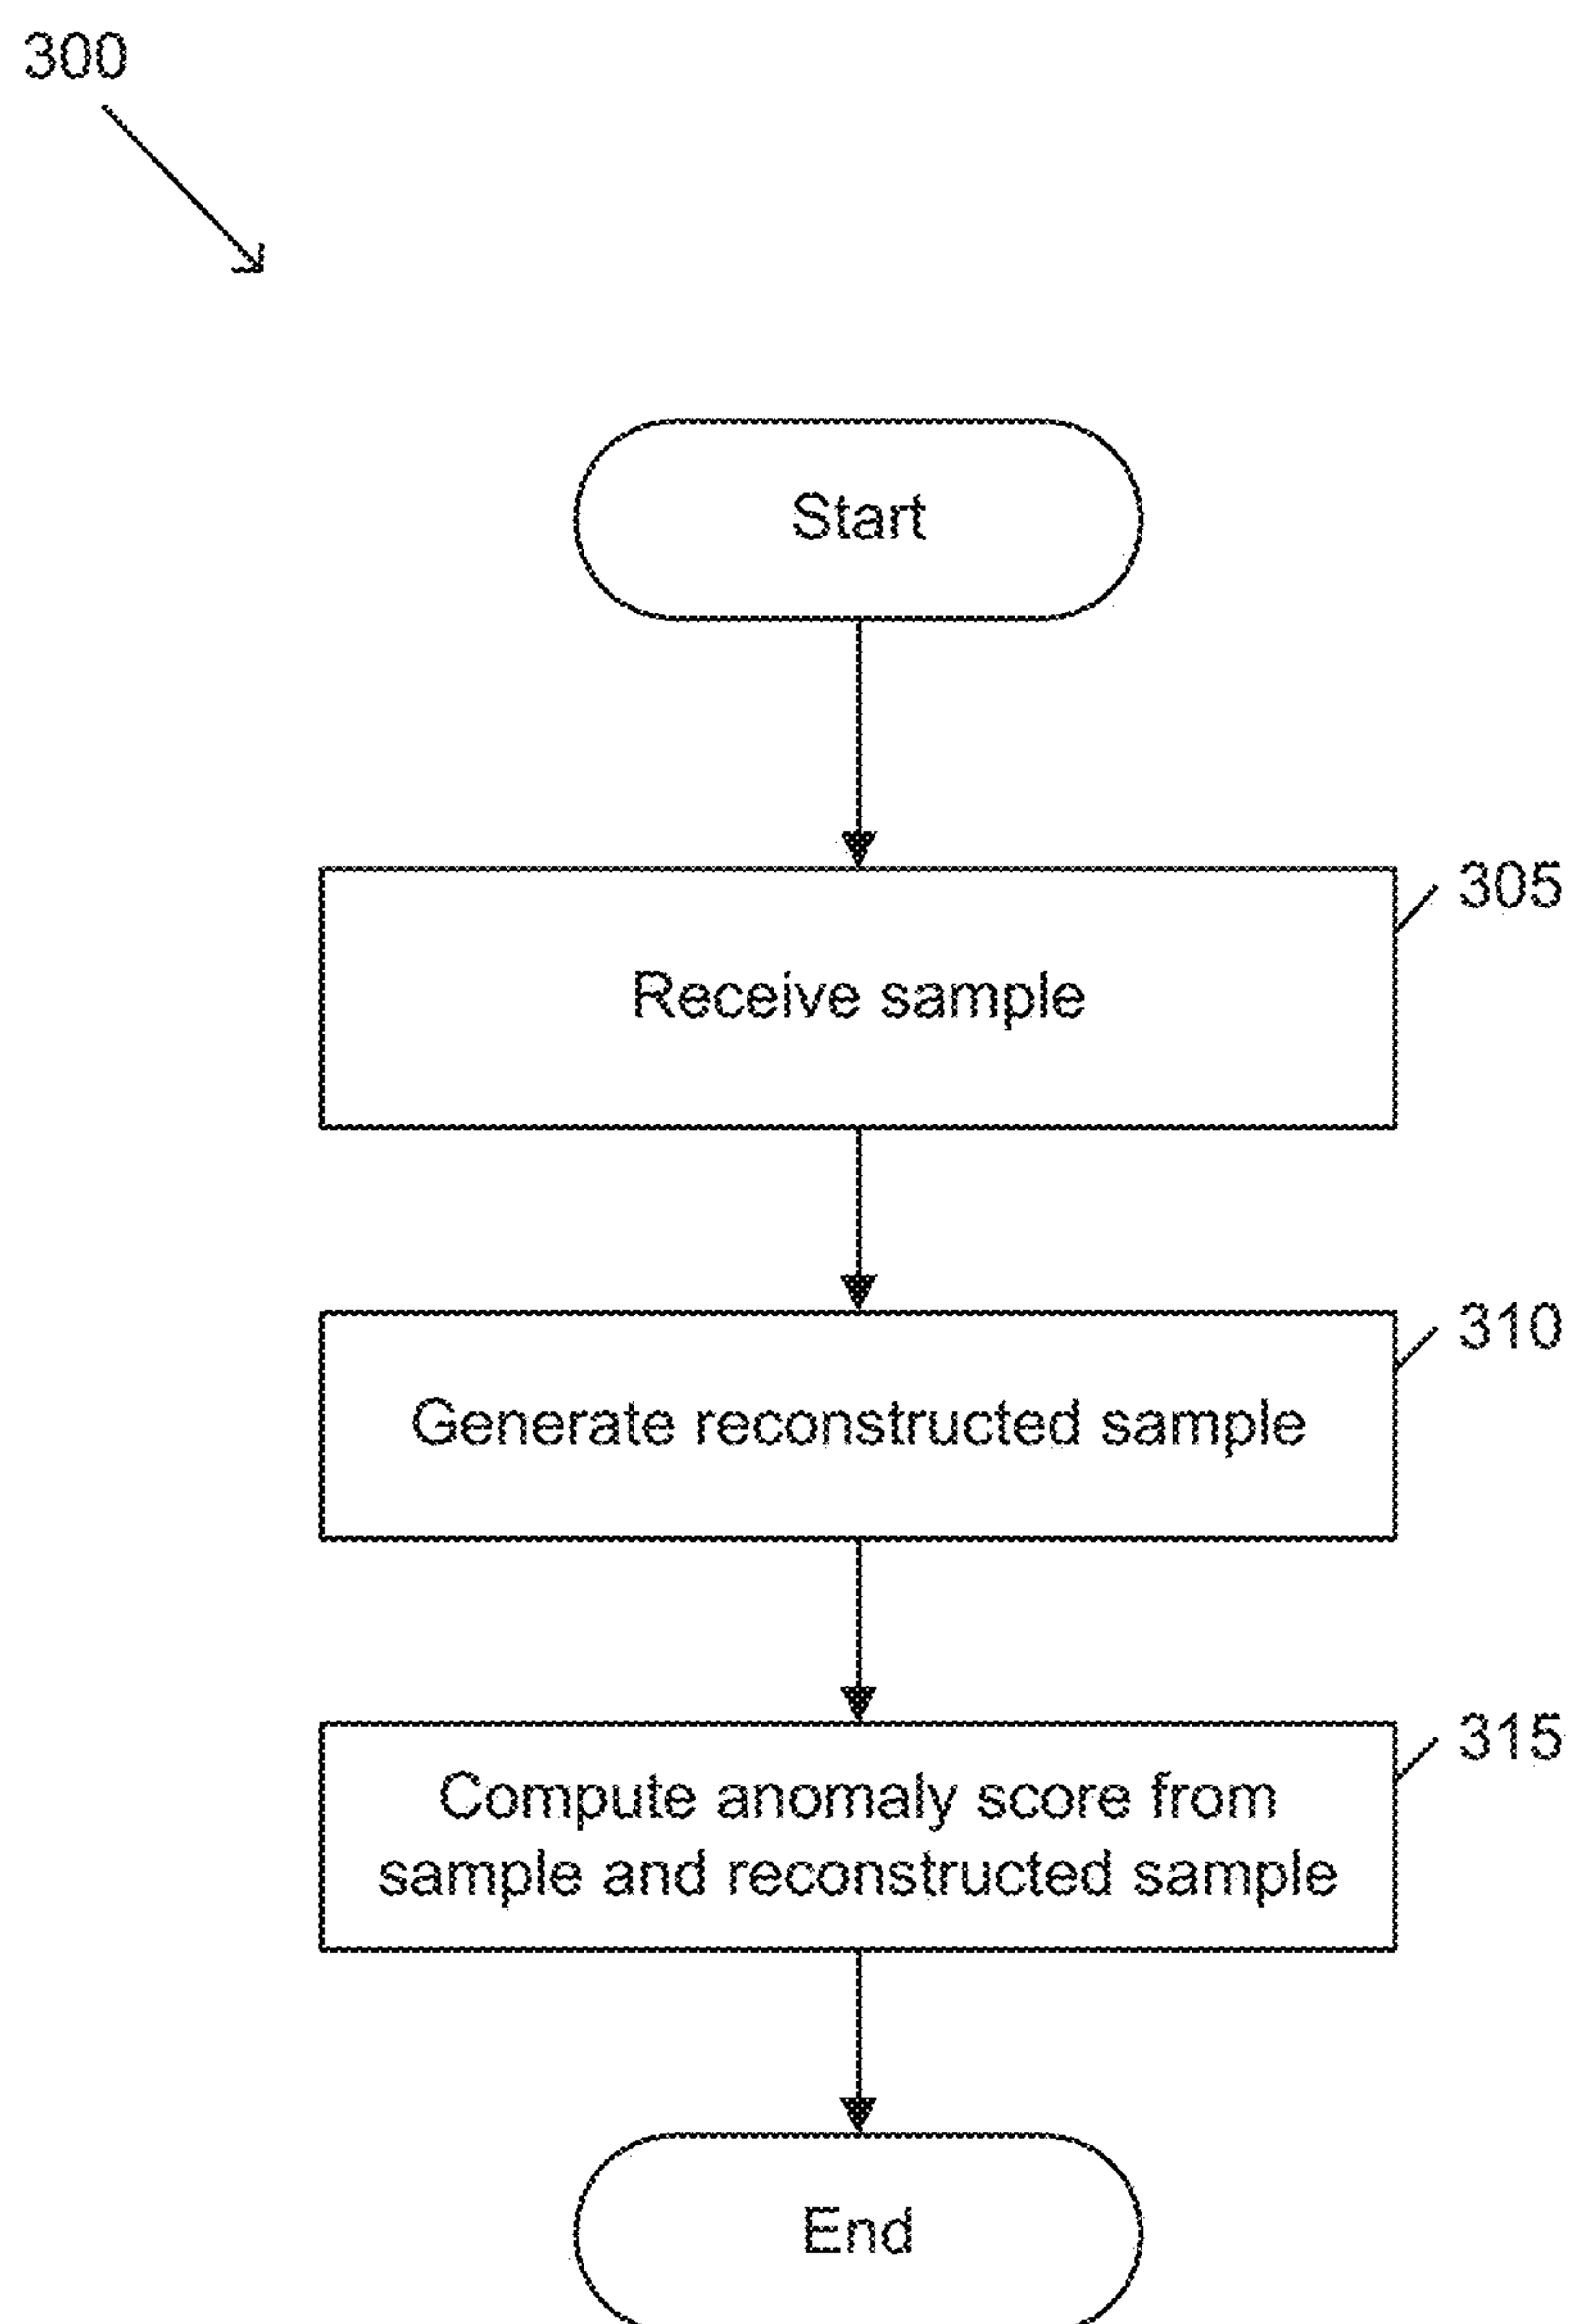 300
Start
305
Receive sample
310
Generate reconstructed sample
315
Compute anomaly score from
sample and reconstructed sample
End